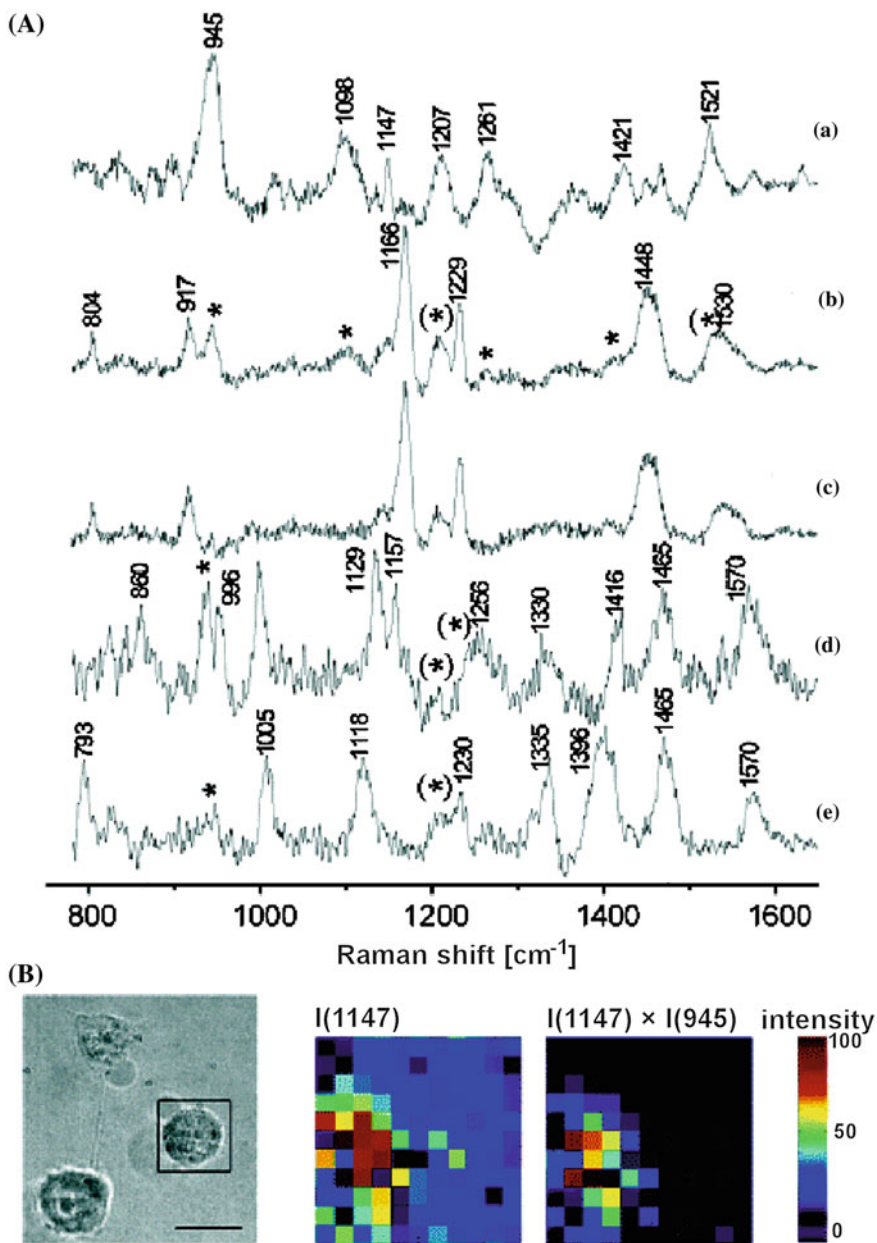 (A)
945 1098 1147 1207 1261 1421 1521 (a)
804 917 * * 1166 (*) 1229 * * 1448 (*) 1530 (b)
(c)
860 * 996 1129 1157 (*) (*) 1256 1330 1416 1465 1570 (d)
793 * 1005 1118 (*) 1230 1335 1396 1465 1570 (e)
800 1000 1200 1400 1600
Raman shift [cm-1]
(B)
I(1147) I(1147) × I(945) intensity
100
50
0